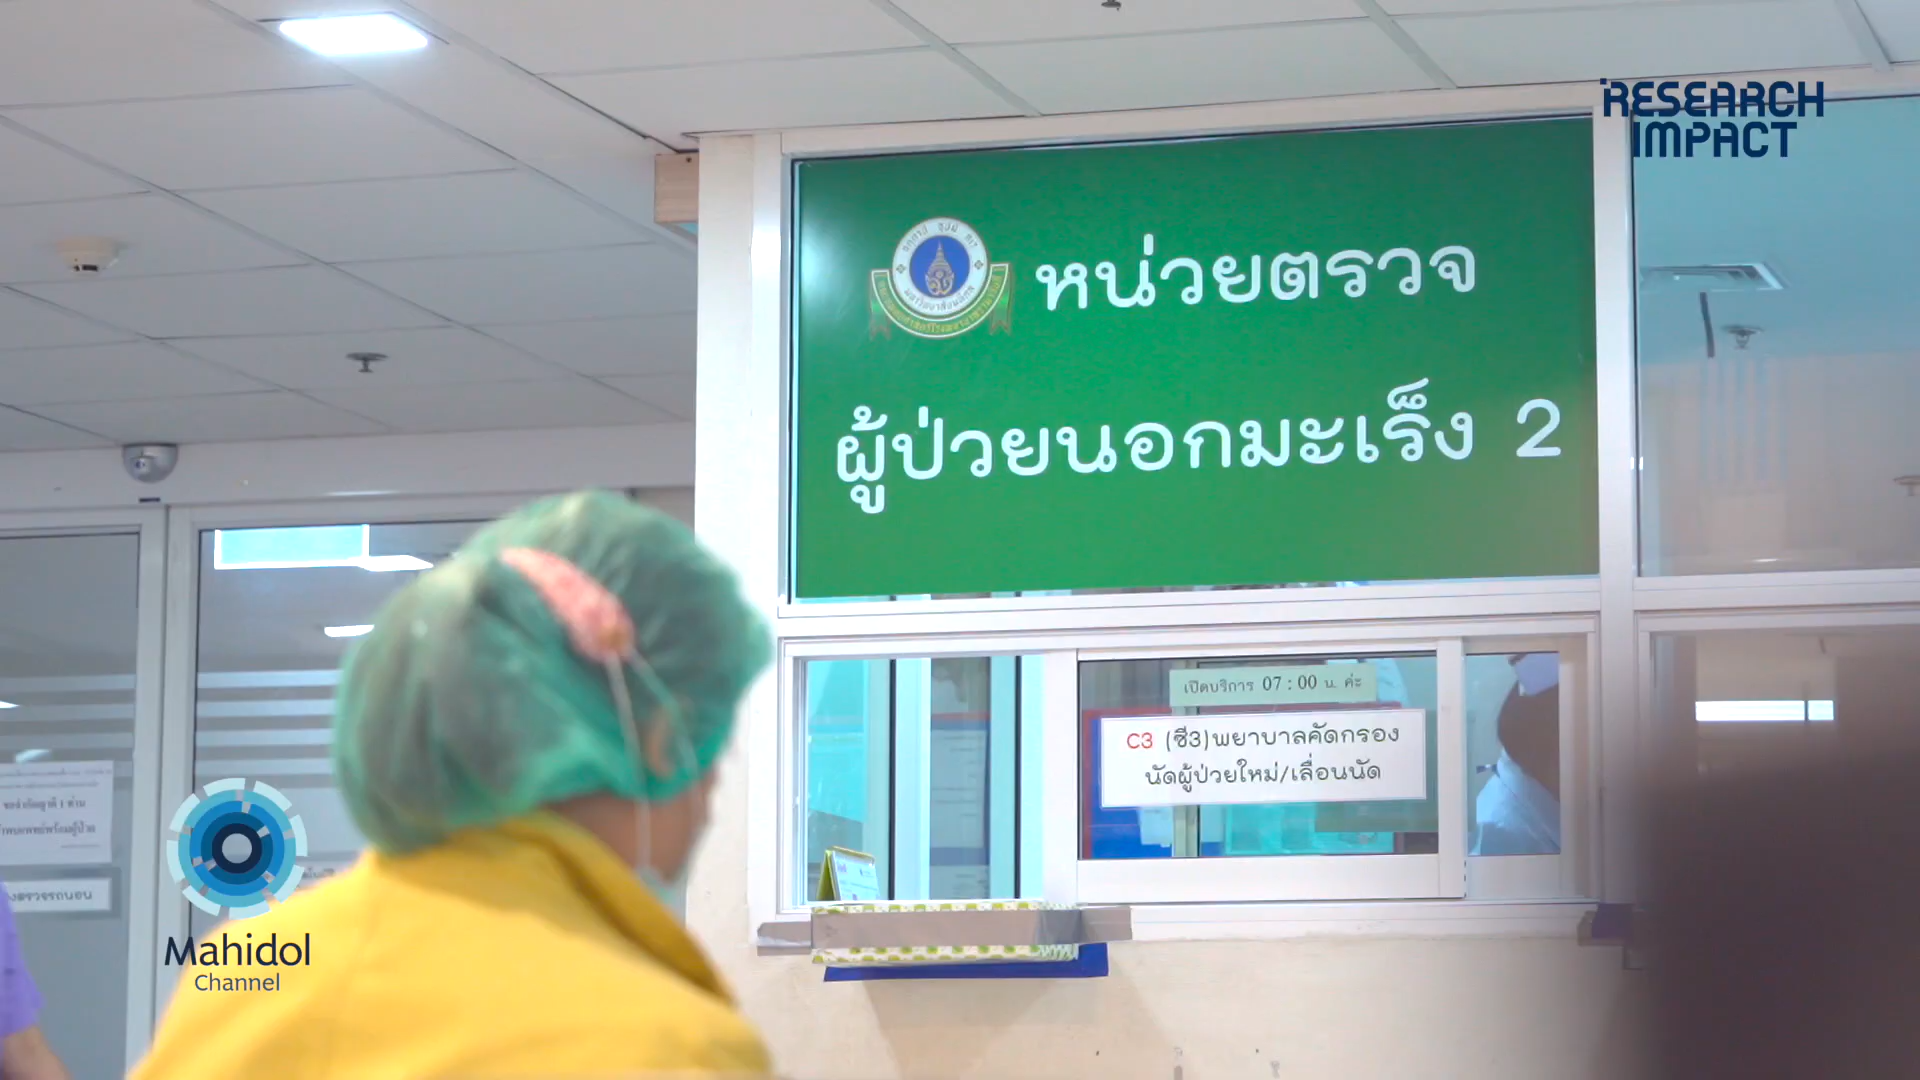 RESEARCH
IMPACT
หน่วยตรวจ
ผู้ป่วยนอกมะเร็ง 2
เปิดบริการ 07:00 น. ค่ะ
C3 (ซี3)พยาบาลคัดกรอง
นัดผู้ป่วยใหม่/เลื่อนนัด
Mahidol
Channel